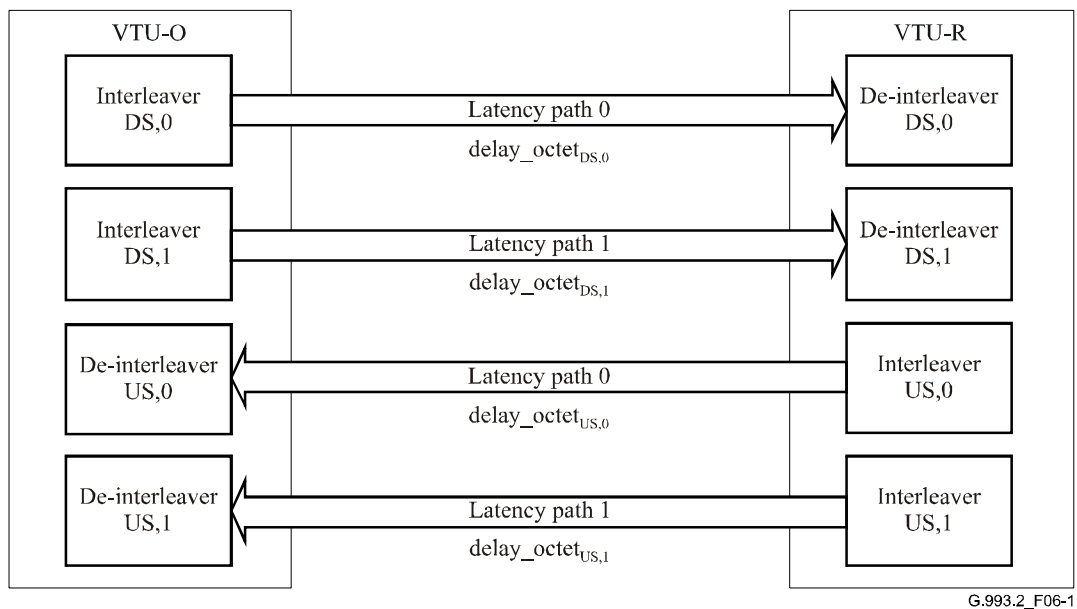 VTU-O
VTU-R
Interleaver
DS,0
Latency path 0
delay_octetDS,0
De-interleaver
DS,0
Interleaver
DS,1
Latency path 1
delay_octetDS,1
De-interleaver
DS,1
De-interleaver
US,0
Latency path 0
delay_octetUS,0
Interleaver
US,0
De-interleaver
US,1
Latency path 1
delay_octetUS,1
Interleaver
US,1
G.993.2_F06-1